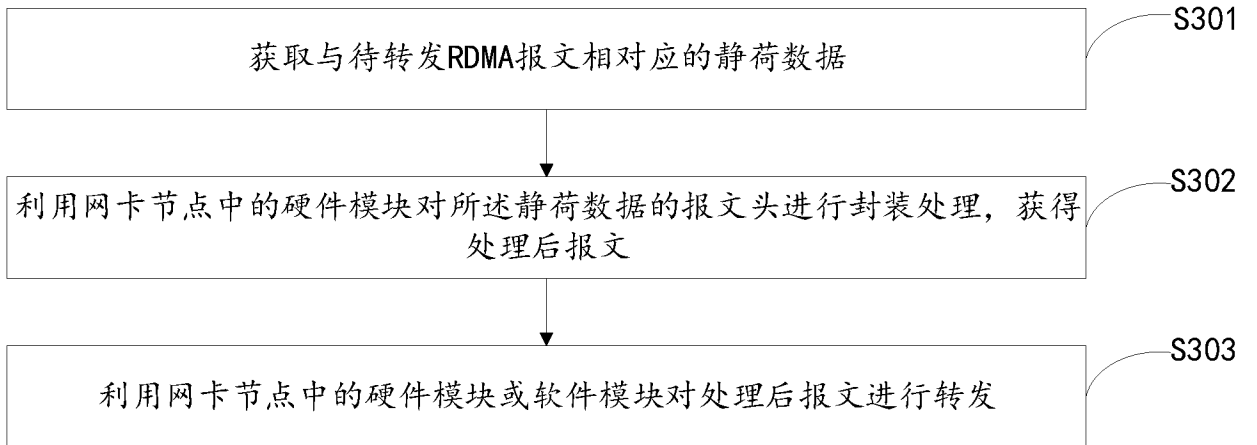 S301
获取与待转发RDMA报文相对应的静荷数据
S302
利用网卡节点中的硬件模块对所述静荷数据的报文头进行封装处理，获得
处理后报文
S303
利用网卡节点中的硬件模块或软件模块对处理后报文进行转发